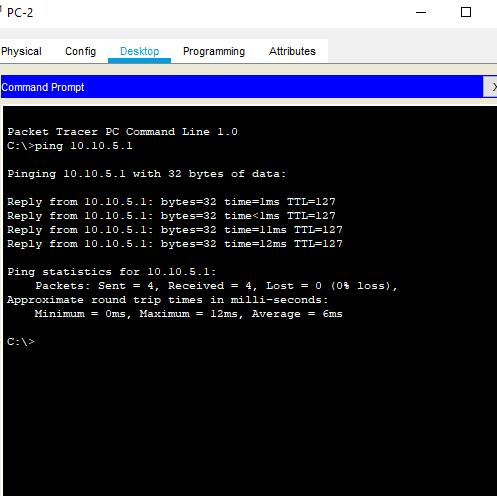 PC-2
Physical Config Desktop Programming Attributes
Command Prompt X
Packet Tracer PC Command Line 1.0
C:\>ping 10.10.5.1
Pinging 10.10.5.1 with 32 bytes of data:
Reply from 10.10.5.1: bytes=32 time=1ms TTL=127
Reply from 10.10.5.1: bytes=32 time<1ms TTL=127
Reply from 10.10.5.1: bytes=32 time=11ms TTL=127
Reply from 10.10.5.1: bytes=32 time=12ms TTL=127
Ping statistics for 10.10.5.1:
Packets: Sent = 4, Received = 4, Lost = 0 (0% loss),
Approximate round trip times in milli-seconds:
Minimum = 0ms, Maximum = 12ms, Average = 6ms
C:\>